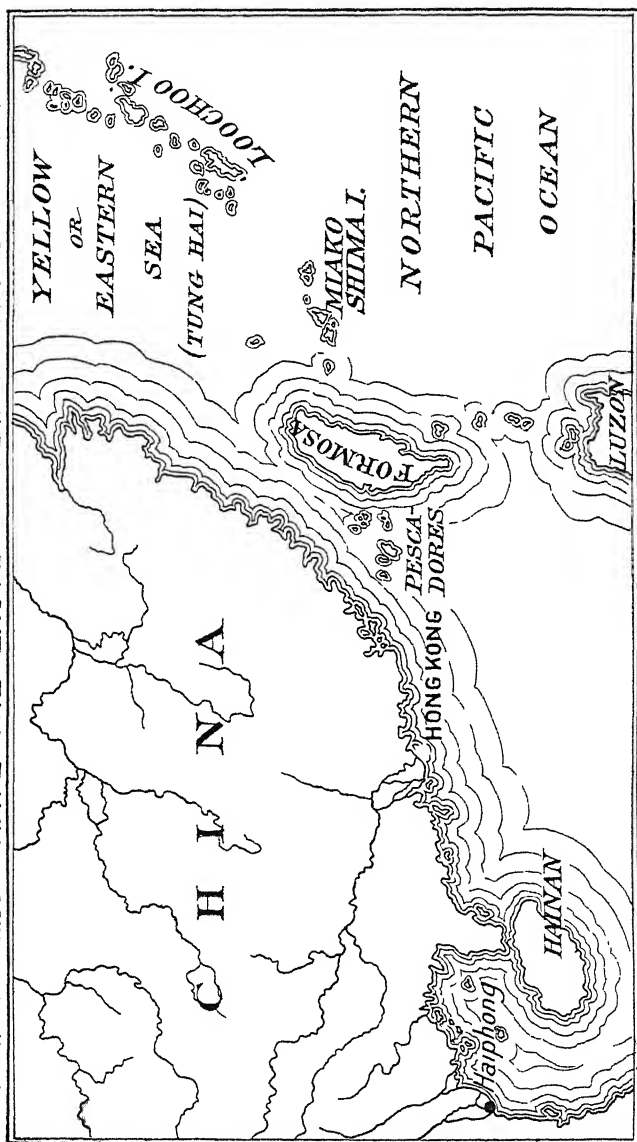 YELLOW
OR
EASTERN
SEA
(TUNG HAI)
LOOCHOO I.
CHINA
MIAKO
SHIMA I.
FORMOSA
NORTHERN
PACIFIC
OCEAN
PESCA-
DORES
HONG KONG
LUZON
HAINAN
Haiphong